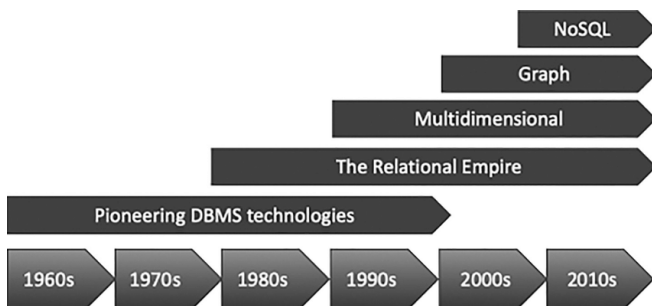 NoSQL
Graph
Multidimensional
The Relational Empire
Pioneering DBMS technologies
1960s 1970s 1980s 1990s 2000s 2010s